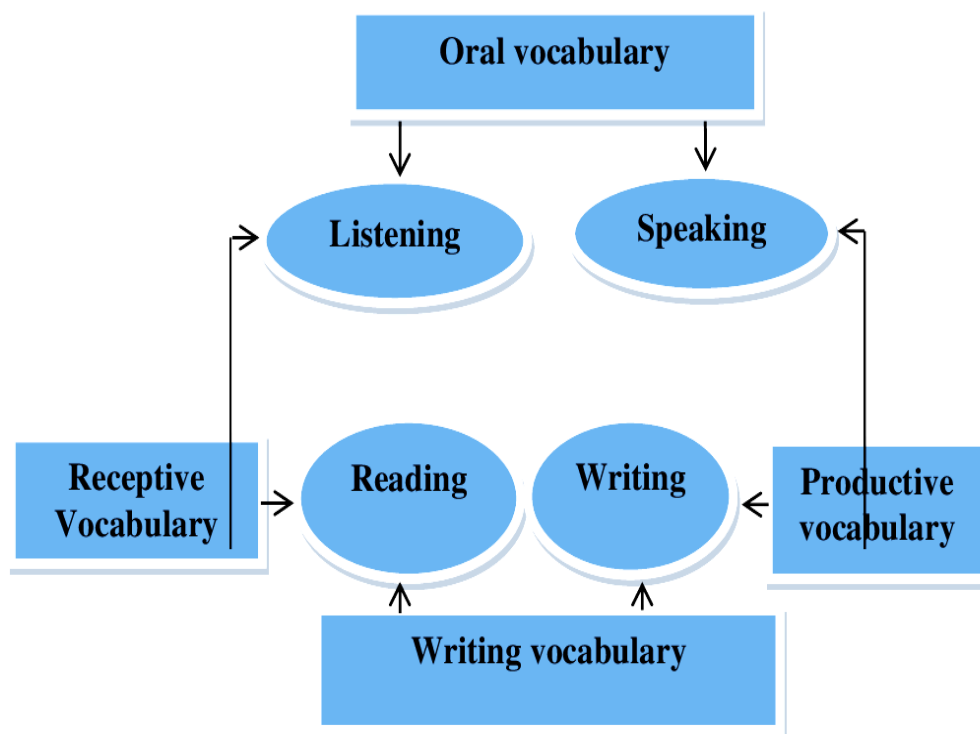 Oral vocabulary
Listening
Speaking
Receptive
Vocabulary
Reading
Writing
Productive
vocabulary
Writing vocabulary